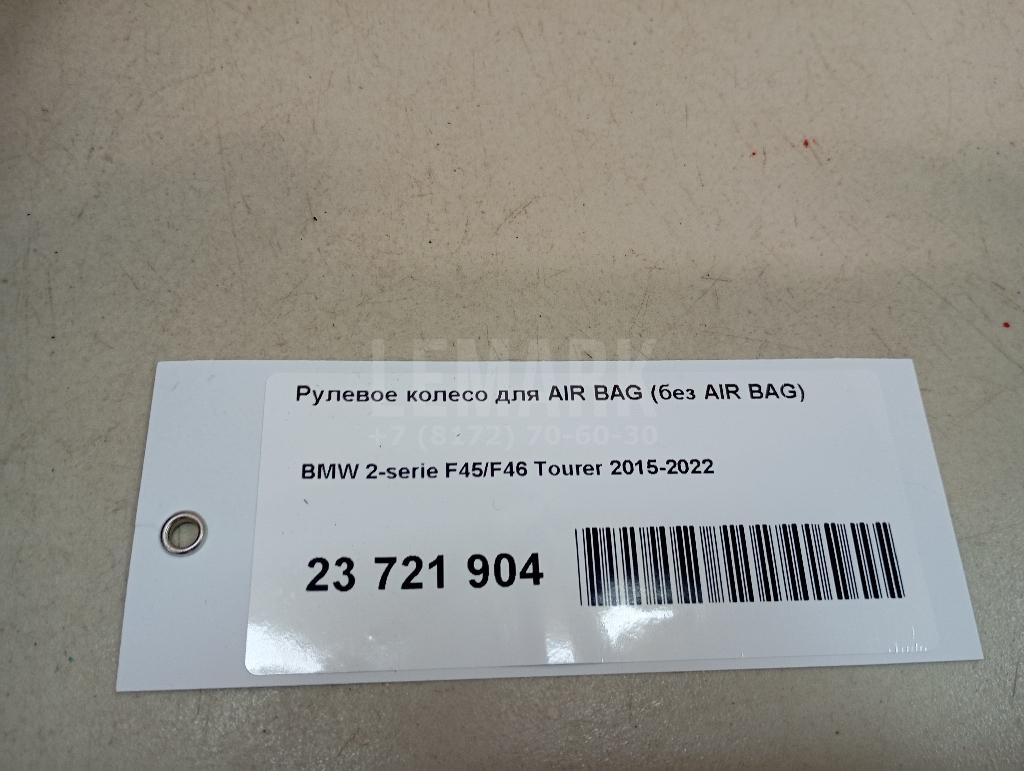 LEMARK
Рулевое колесо для AIR BAG (без AIR BAG)
+7 (8172) 70-60-30
BMW 2-serie F45/F46 Tourer 2015-2022
23 721 904